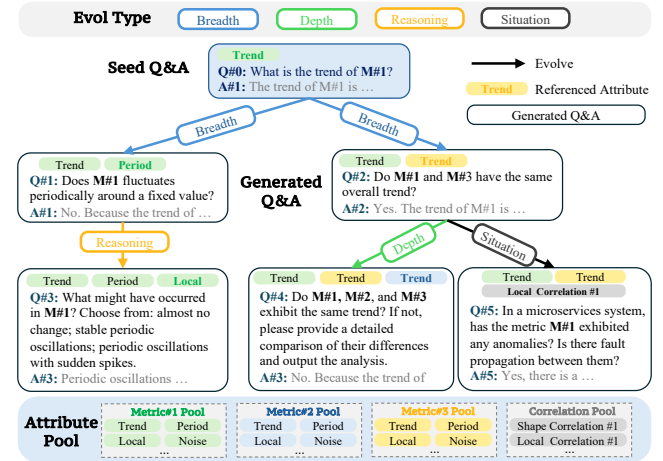 Evol Type
Breadth
Depth
Reasoning
Situation
Seed Q&A
Trend
Q#0: What is the trend of M#1?
A#1: The trend of M#1 is …
Evolve
Trend
Referenced Attribute
Generated Q&A
Breadth
Breadth
Trend
Period
Q#1: Does M#1 fluctuates
periodically around a fixed value?
A#1: No. Because the trend of …
Generated
Q&A
Trend
Trend
Q#2: Do M#1 and M#3 have the same
overall trend?
A#2: Yes. The trend of M#1 is …
Reasoning
Depth
Situation
Trend
Period
Local
Q#3: What might have occurred
in M#1? Choose from: almost no
change; stable periodic
oscillations; periodic oscillations
with sudden spikes.
A#3: Periodic oscillations …
Trend
Trend
Trend
Q#4: Do M#1, M#2, and M#3
exhibit the same trend? If not,
please provide a detailed
comparison of their differences
and output the analysis.
A#3: No. Because the trend of
Trend
Trend
Local Correlation #1
Q#5: In a microservices system,
has the metric M#1 exhibited
any anomalies? Is there fault
propagation between them?
A#5: Yes, there is a …
Attribute
Pool
Metric#1 Pool
Trend
Period
Local
Noise
...
Metric#2 Pool
Trend
Period
Local
Noise
...
Metric#3 Pool
Trend
Period
Local
Noise
...
Correlation Pool
Shape Correlation #1
Local Correlation #1
...